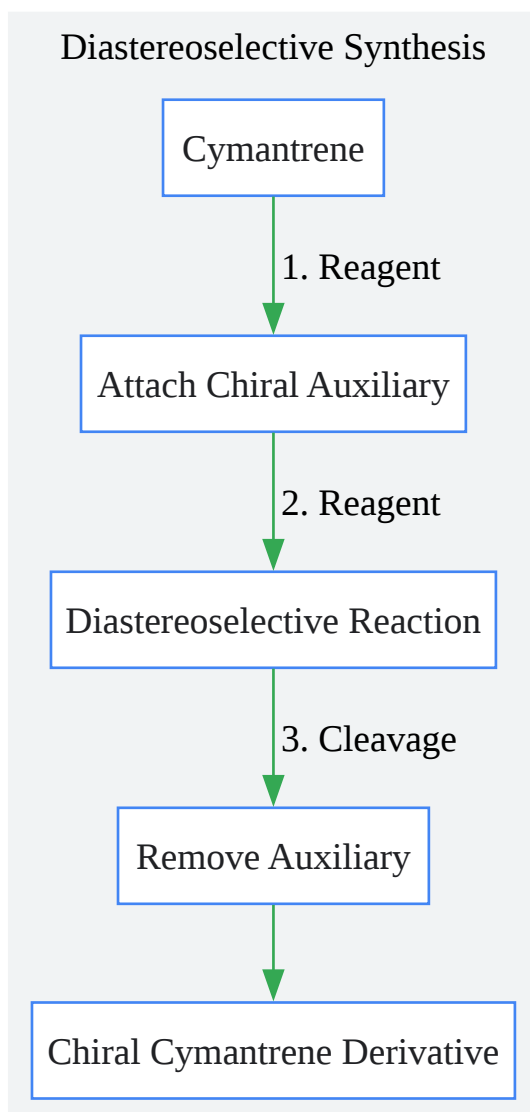 Diastereoselective Synthesis
Cymantrene
1. Reagent
Attach Chiral Auxiliary
2. Reagent
Diastereoselective Reaction
3. Cleavage
Remove Auxiliary
Chiral Cymantrene Derivative